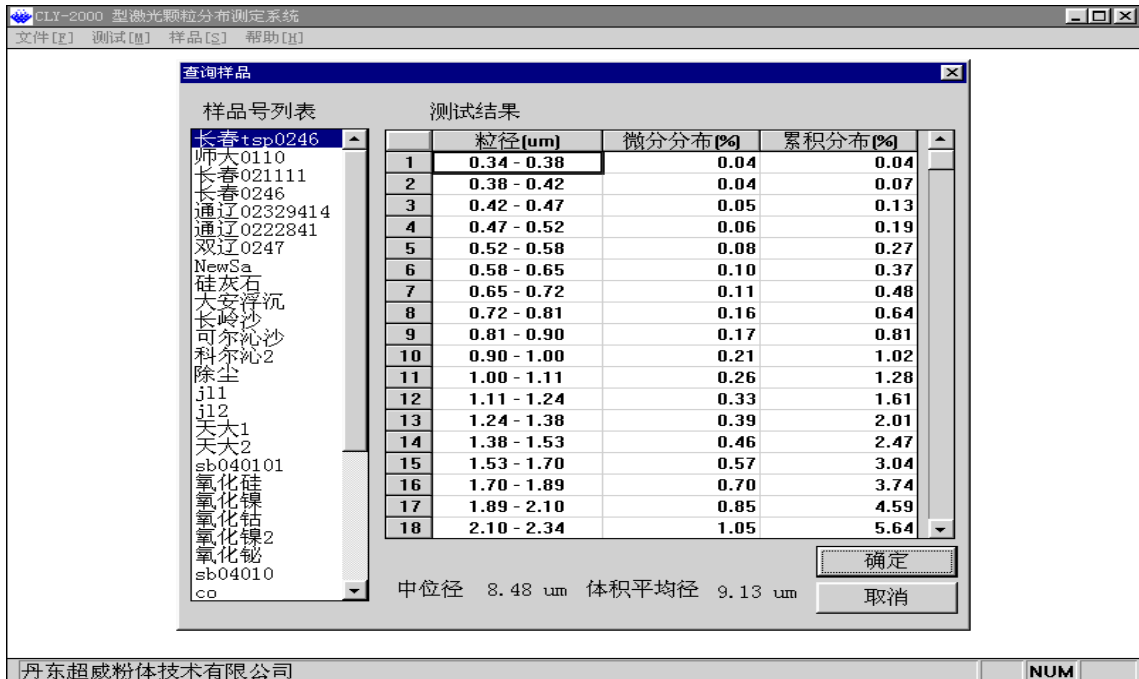 CLY-2000 型激光颗粒分布测定系统
文件[F] 测试[M] 样品[S] 帮助[H]
查询样品
样品号列表
长春tsp0246
师大0110
长春021111
长春0246
通辽02329414
通辽0222841
双辽0247
NewSa
硅灰石
大安浮沉
长岭沙
可尔沁沙
科尔沁2
除尘
jl1
jl2
天大1
天大2
sb040101
氧化硅
氧化镍
氧化钴
氧化镍2
氧化铋
sb04010
co
测试结果
粒径(um) 微分分布(%) 累积分布(%)
1 0.34 - 0.38 0.04 0.04
2 0.38 - 0.42 0.04 0.07
3 0.42 - 0.47 0.05 0.13
4 0.47 - 0.52 0.06 0.19
5 0.52 - 0.58 0.08 0.27
6 0.58 - 0.65 0.10 0.37
7 0.65 - 0.72 0.11 0.48
8 0.72 - 0.81 0.16 0.64
9 0.81 - 0.90 0.17 0.81
10 0.90 - 1.00 0.21 1.02
11 1.00 - 1.11 0.26 1.28
12 1.11 - 1.24 0.33 1.61
13 1.24 - 1.38 0.39 2.01
14 1.38 - 1.53 0.46 2.47
15 1.53 - 1.70 0.57 3.04
16 1.70 - 1.89 0.70 3.74
17 1.89 - 2.10 0.85 4.59
18 2.10 - 2.34 1.05 5.64
中位径 8.48 um 体积平均径 9.13 um
确定
取消
丹东超威粉体技术有限公司 NUM